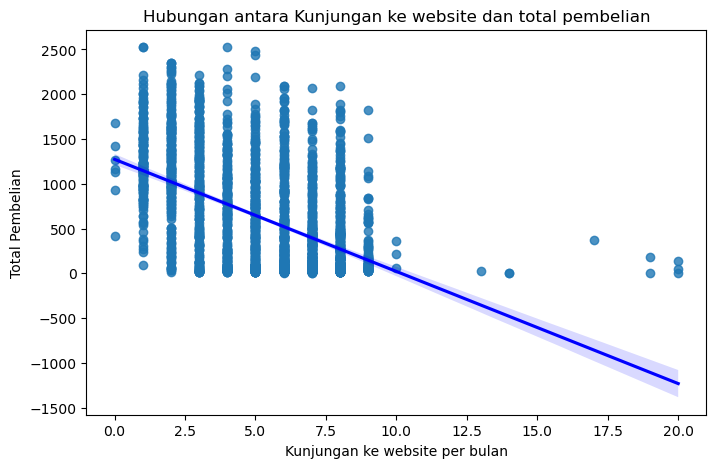 Hubungan antara Kunjungan ke website dan total pembelian
Total Pembelian
2500
2000
1500
1000
500
0
−500
−1000
−1500
0.0 2.5 5.0 7.5 10.0 12.5 15.0 17.5 20.0
Kunjungan ke website per bulan